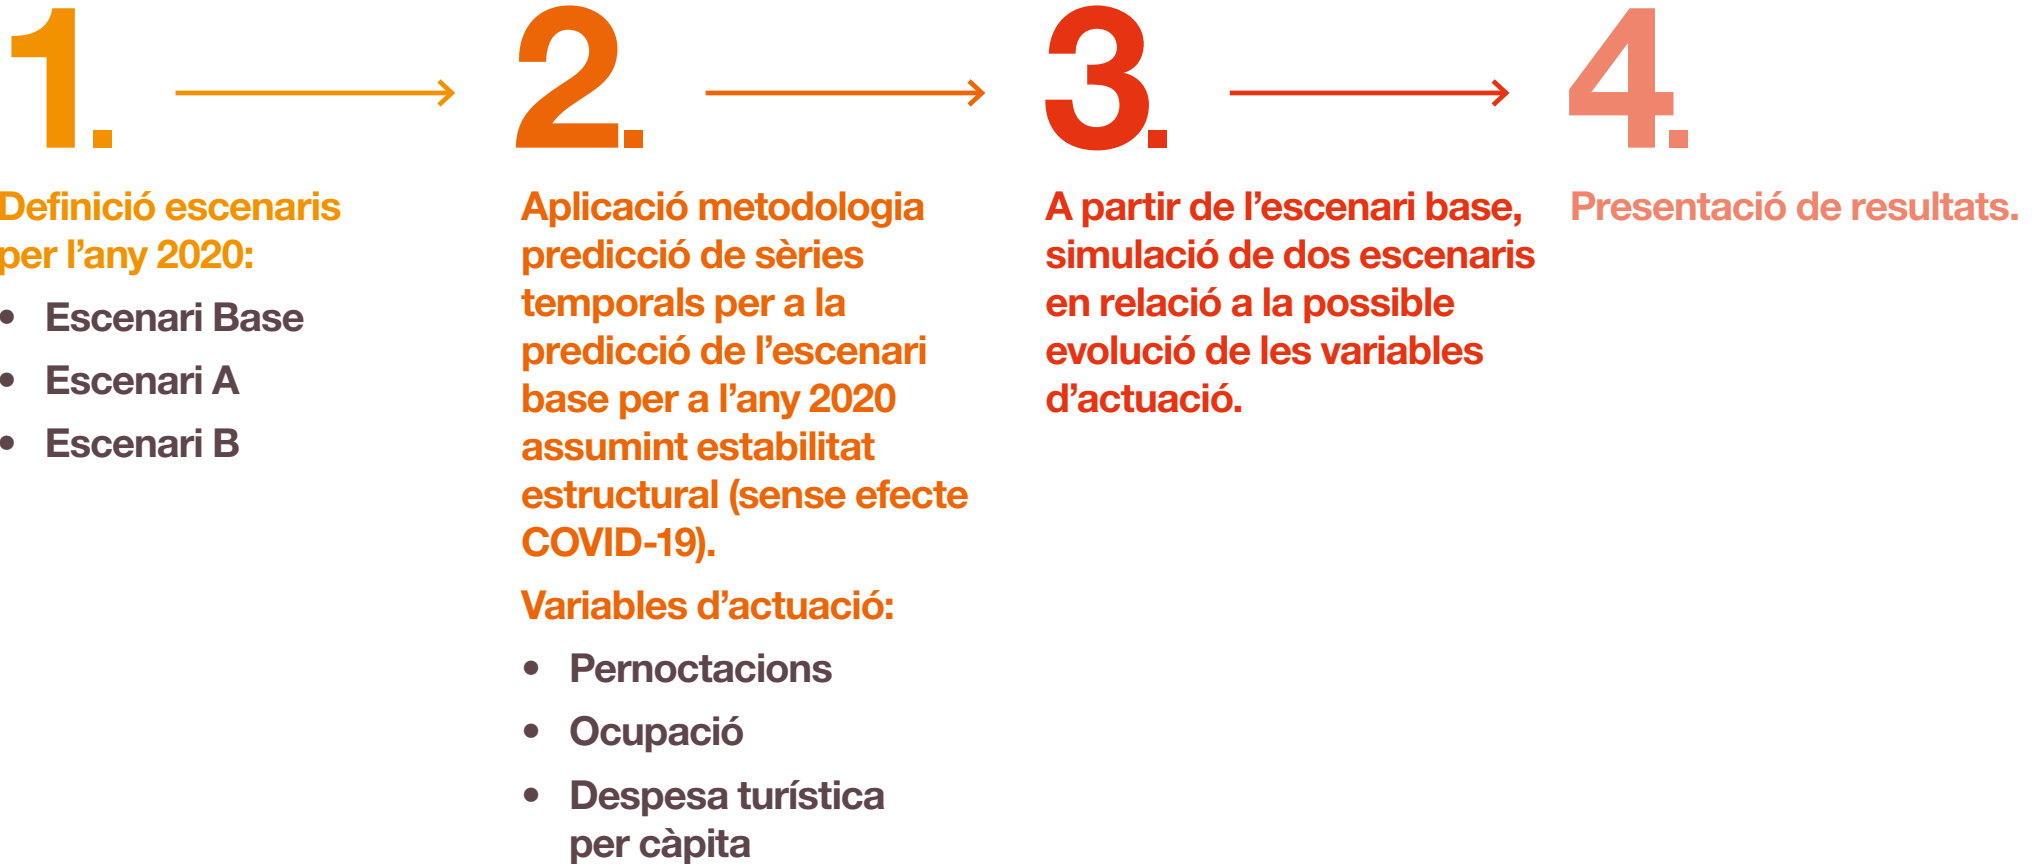 1.
Definició escenaris
per l’any 2020:
• Escenari Base
• Escenari A
• Escenari B
2.
Aplicació metodologia
predicció de sèries
temporals per a la
predicció de l’escenari
base per a l’any 2020
assumint estabilitat
estructural (sense efecte
COVID-19).
Variables d’actuació:
• Pernoctacions
• Ocupació
• Despesa turística
per càpita
3.
A partir de l’escenari base,
simulació de dos escenaris
en relació a la possible
evolució de les variables
d’actuació.
4.
Presentació de resultats.